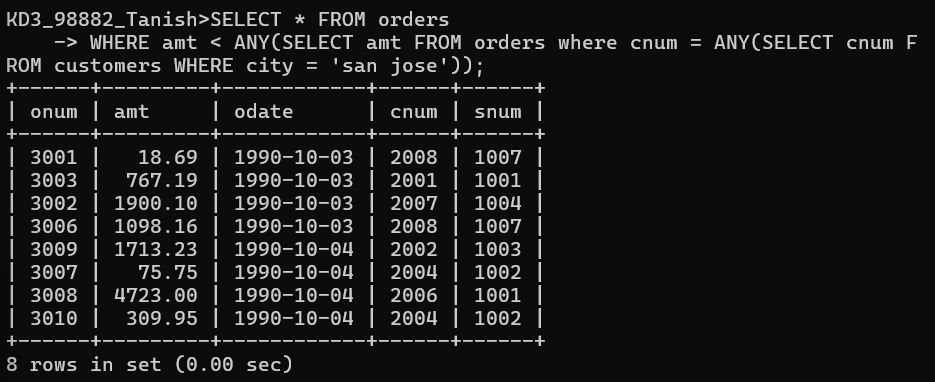 KD3_98882_Tanish>SELECT * FROM orders
    -> WHERE amt < ANY(SELECT amt FROM orders where cnum = ANY(SELECT cnum F
ROM customers WHERE city = 'san jose'));
+------+---------+------------+------+------+
| onum | amt     | odate      | cnum | snum |
+------+---------+------------+------+------+
| 3001 |   18.69 | 1990-10-03 | 2008 | 1007 |
| 3003 |  767.19 | 1990-10-03 | 2001 | 1001 |
| 3002 | 1900.10 | 1990-10-03 | 2007 | 1004 |
| 3006 | 1098.16 | 1990-10-03 | 2008 | 1007 |
| 3009 | 1713.23 | 1990-10-04 | 2002 | 1003 |
| 3007 |   75.75 | 1990-10-04 | 2004 | 1002 |
| 3008 | 4723.00 | 1990-10-04 | 2006 | 1001 |
| 3010 |  309.95 | 1990-10-04 | 2004 | 1002 |
+------+---------+------------+------+------+
8 rows in set (0.00 sec)